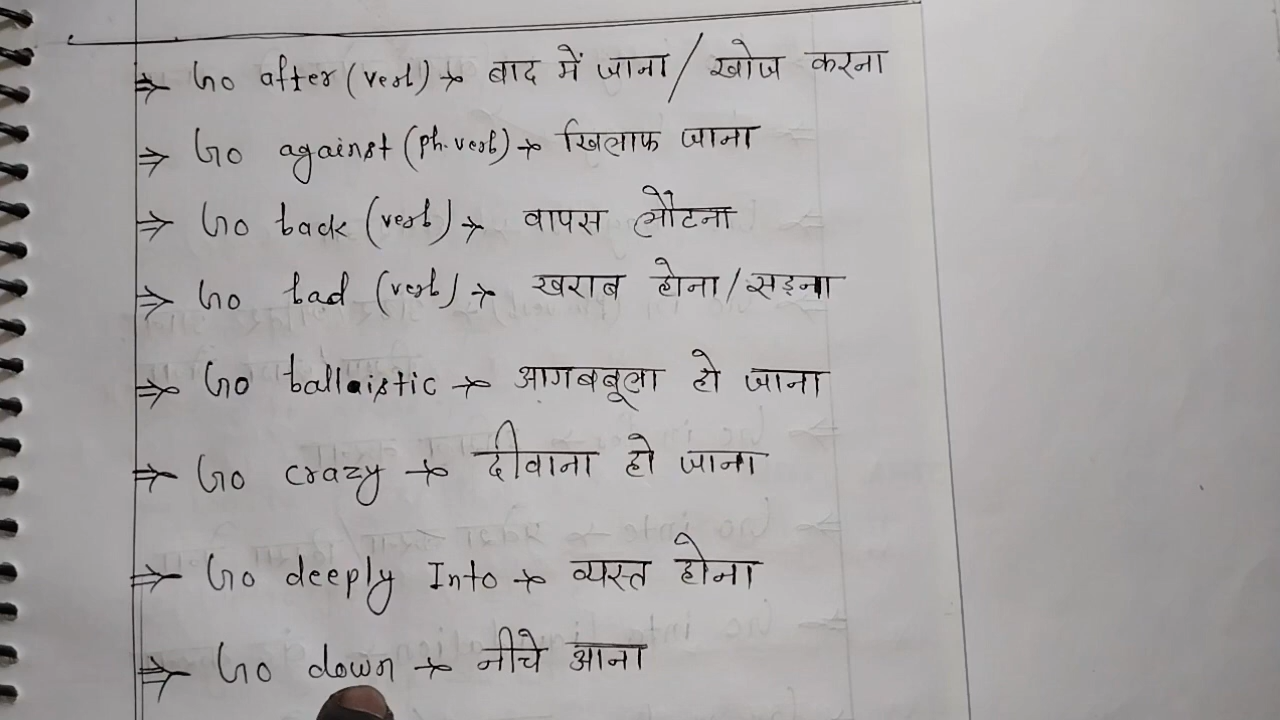 ⇒ Go after (verb) → बाद में जाना / खोज करना
⇒ Go against (ph. verb) → खिलाफ जाना
⇒ Go back (verb) → वापस लौटना
⇒ Go bad (verb) → खराब होना / सड़ना
⇒ Go ballaistic → आगबबूला हो जाना
⇒ Go crazy → दीवाना हो जाना
⇒ Go deeply Into → व्यस्त होना
⇒ Go down → नीचे आना